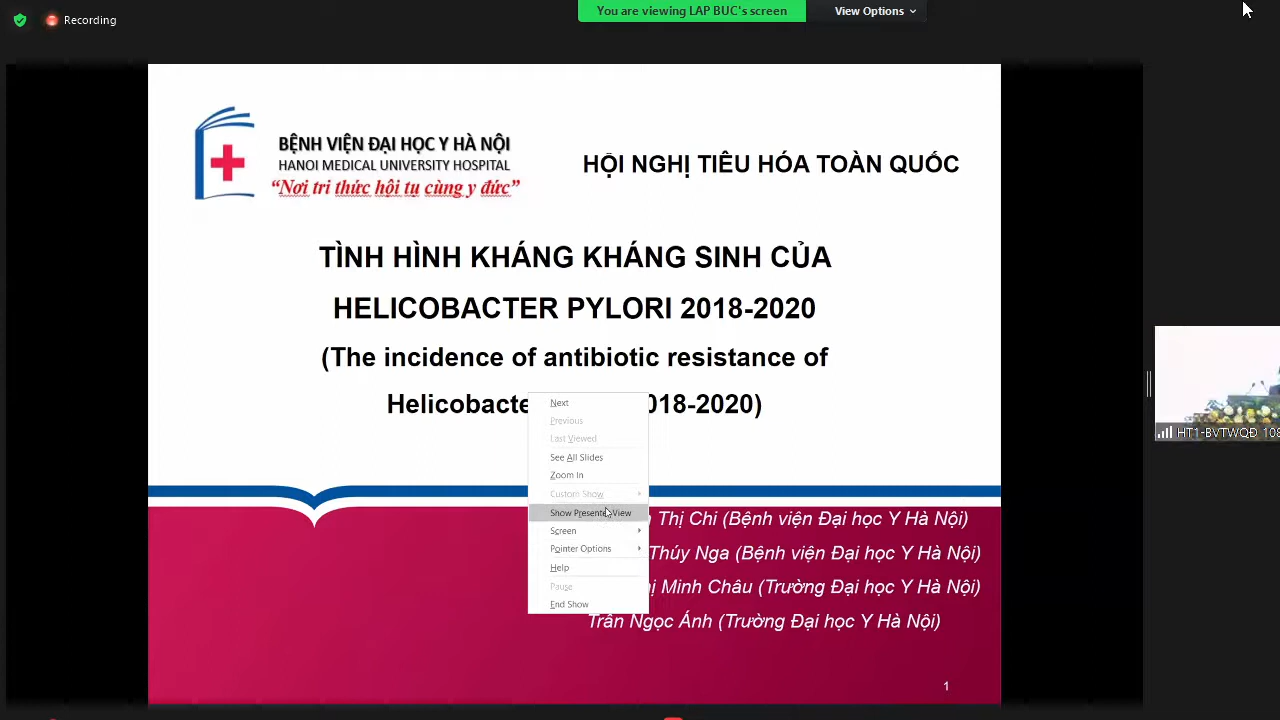 Recording
You are viewing LAP BUC's screen
View Options
BỆNH VIỆN ĐẠI HỌC Y HÀ NỘI
HANOI MEDICAL UNIVERSITY HOSPITAL
“Nơi tri thức hội tụ cùng y đức”
HỘI NGHỊ TIÊU HÓA TOÀN QUỐC
TÌNH HÌNH KHÁNG KHÁNG SINH CỦA
HELICOBACTER PYLORI 2018-2020
(The incidence of antibiotic resistance of
Helicobacte 018-2020)
Next
Previous
Last Viewed
See All Slides
Zoom In
Custom Show
Show Presenter View
Screen
Pointer Options
Help
Pause
End Show
Thị Chi (Bệnh viện Đại học Y Hà Nội)
Thúy Nga (Bệnh viện Đại học Y Hà Nội)
Minh Châu (Trường Đại học Y Hà Nội)
Trần Ngọc Ánh (Trường Đại học Y Hà Nội)
1
HT1-BVTWQĐ 108